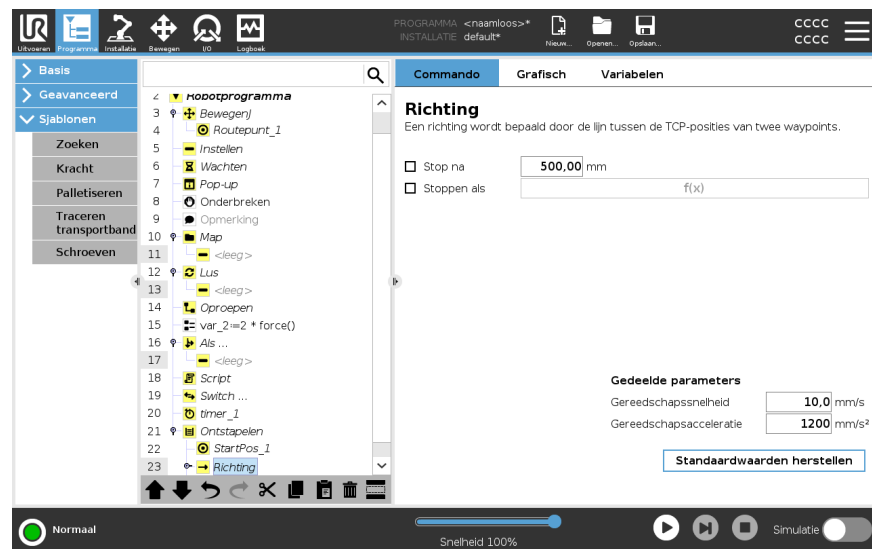 PROGRAMMA <naamloos>*
INSTALLATIE default*
Uitvoeren Programma Installatie Bewegen I/O Logboek
Nieuw... Openen... Opslaan...
CCCC
CCCC
Basis
Geavanceerd
Sjablonen
Zoeken
Kracht
Palletiseren
Traceren
transportband
Schroeven
2 Robotprogramma
3 BewegenJ
4 Routepunt_1
5 Instellen
6 Wachten
7 Pop-up
8 Onderbreken
9 Opmerking
10 Map
11 <leeg>
12 Lus
13 <leeg>
14 Oproepen
15 var_2:=2 * force()
16 Als ...
17 <leeg>
18 Script
19 Switch ...
20 timer_1
21 Ontstapelen
22 StartPos_1
23 Richting
Commando Grafisch Variabelen
Richting
Een richting wordt bepaald door de lijn tussen de TCP-posities van twee waypoints.
Stop na 500,00 mm
Stoppen als f(x)
Gedeelde parameters
Gereedschapssnelheid 10,0 mm/s
Gereedschapsacceleratie 1200 mm/s²
Standaardwaarden herstellen
Normaal
Snelheid 100%
Simulatie